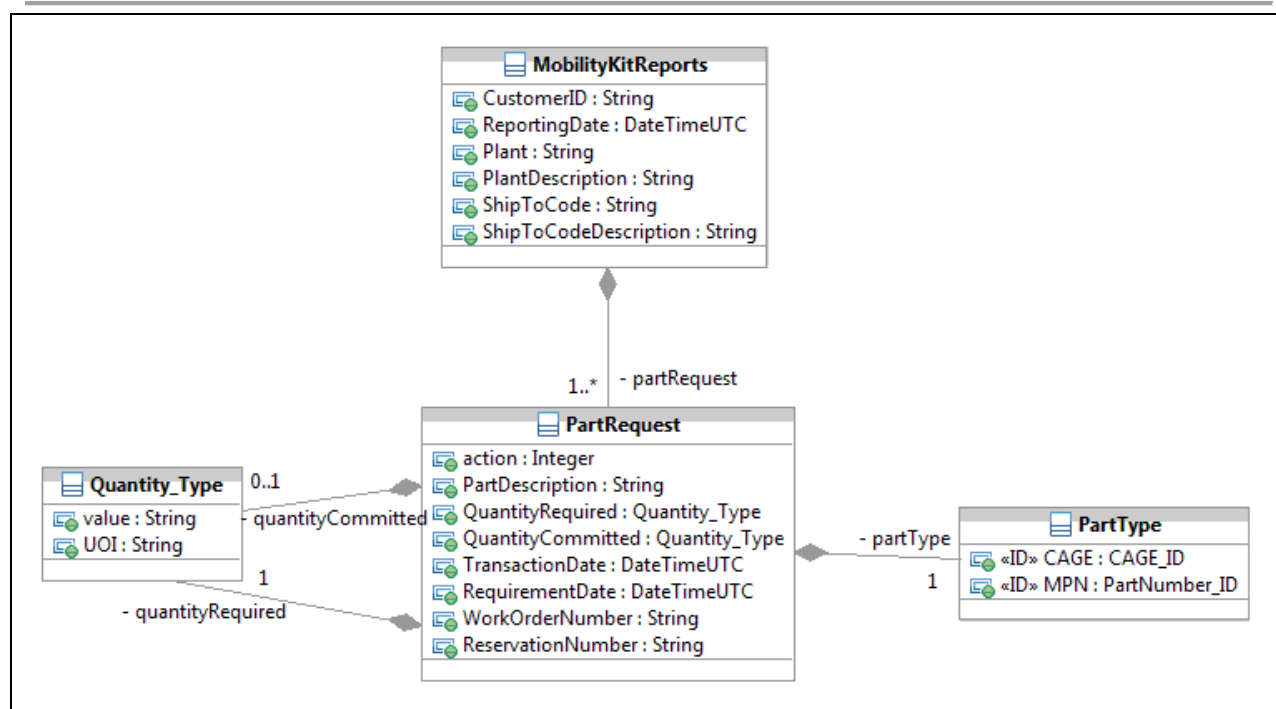 MobilityKitReports
CustomerID : String
ReportingDate : DateTimeUTC
Plant : String
PlantDescription : String
ShipToCode : String
ShipToCodeDescription : String
1..*
- partRequest
PartRequest
action : Integer
PartDescription : String
QuantityRequired : Quantity_Type
QuantityCommitted : Quantity_Type
TransactionDate : DateTimeUTC
RequirementDate : DateTimeUTC
WorkOrderNumber : String
ReservationNumber : String
Quantity_Type
value : String
UOI : String
0..1
- quantityCommitted
1
- quantityRequired
- partType
1
PartType
«ID» CAGE : CAGE_ID
«ID» MPN : PartNumber_ID